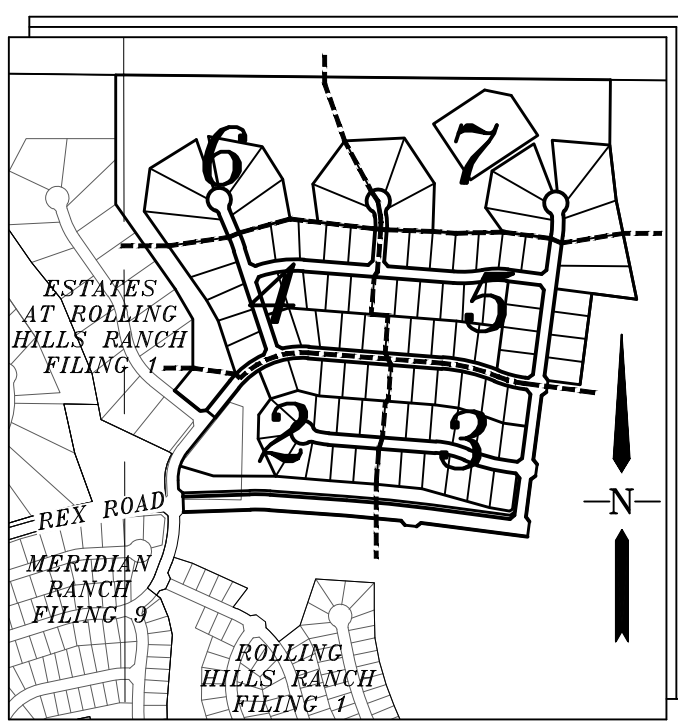 6
7
ESTATES
AT ROLLING
HILLS RANCH
FILING 1
4
5
2
3
N
REX ROAD
MERIDIAN
RANCH
FILING 9
ROLLING
HILLS RANCH
FILING 1